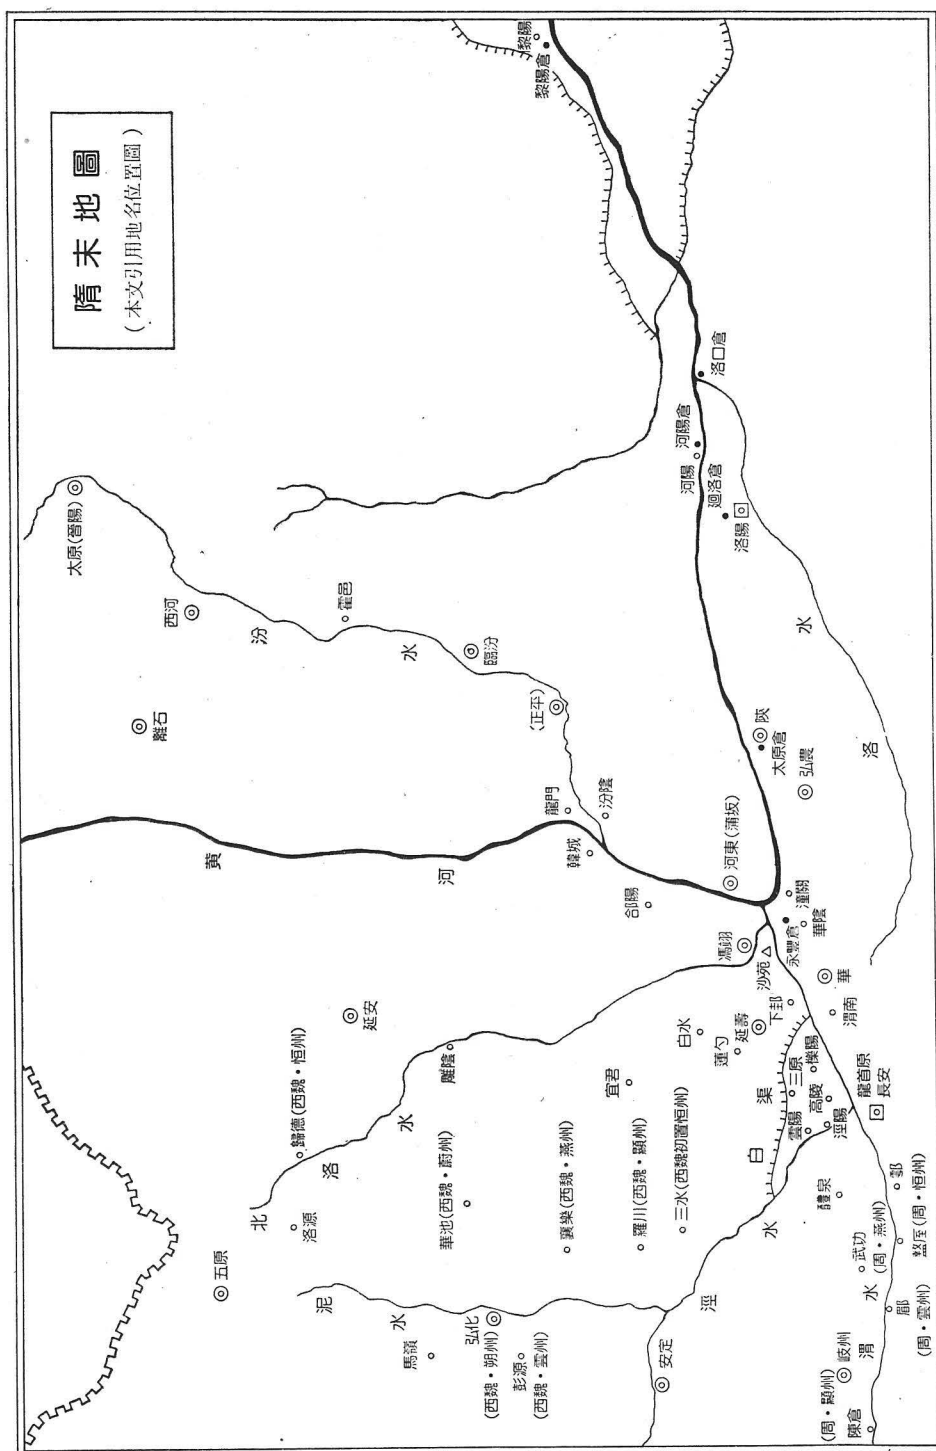 隋末地圖
(本文引用地名位置圖)
黎陽
黎陽倉
洛口倉
河陽倉
河陽
廻洛倉
洛陽
太原(晉陽)
西河
汾
水
霍邑
臨汾
(正平)
離石
龍門
汾陰
韓城
郃陽
黄
河
河東(蒲坂)
陝
太原倉
弘農
洛
水
潼關
華陰
永豐倉
馮翊
沙苑
華
渭南
下邽
延壽
蓮勺
白水
延安
雕陰
歸德(西魏・恒州)
北
洛
水
洛源
五原
宜君
華池(西魏・蔚州)
襄樂(西魏・燕州)
羅川(西魏・顯州)
三水(西魏初置恒州)
白
渠
三原
櫟陽
高陵
雲陽
涇陽
龍首原
長安
醴泉
鄠
盩厔(周・恒州)
武功
(周・燕州)
郿
(周・雲州)
渭
水
岐州
陳倉
(周・顯州)
安定
涇
水
泥
水
馬嶺
弘化
(西魏・朔州)
彭源
(西魏・雲州)